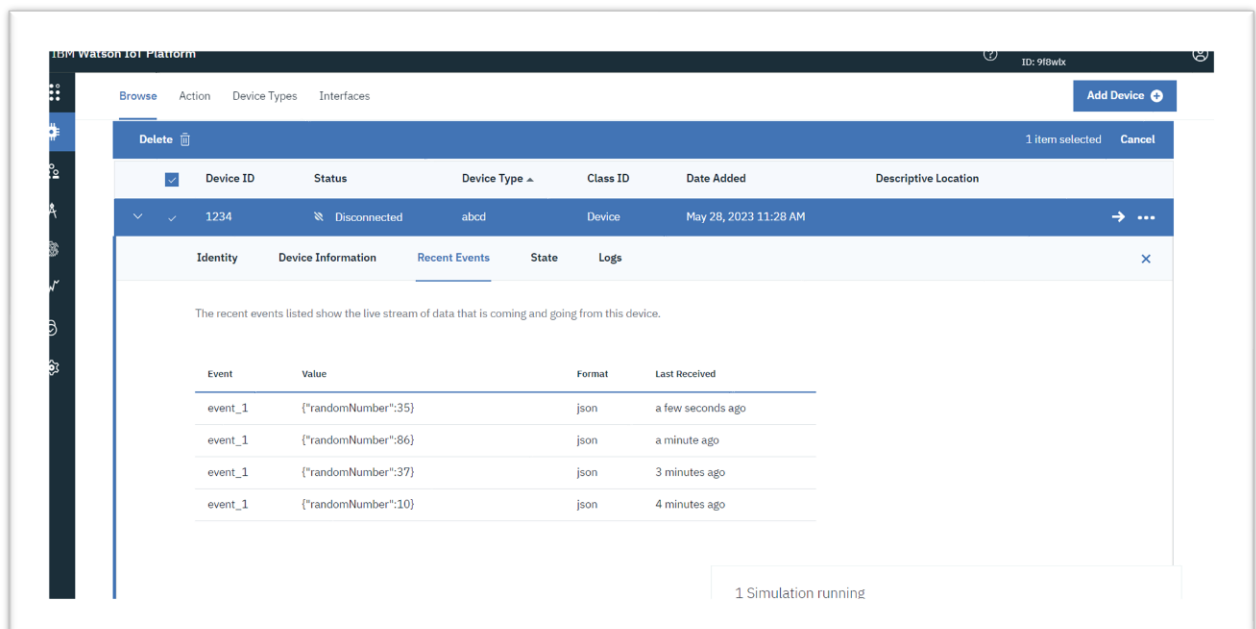 IBM Watson IoT Platform
ID: 9f8wlx
Browse Action Device Types Interfaces Add Device
Delete 1 item selected Cancel
Device ID Status Device Type Class ID Date Added Descriptive Location
1234 Disconnected abcd Device May 28, 2023 11:28 AM
Identity Device Information Recent Events State Logs
The recent events listed show the live stream of data that is coming and going from this device.
Event Value Format Last Received
event_1 {"randomNumber":35} json a few seconds ago
event_1 {"randomNumber":86} json a minute ago
event_1 {"randomNumber":37} json 3 minutes ago
event_1 {"randomNumber":10} json 4 minutes ago
1 Simulation running